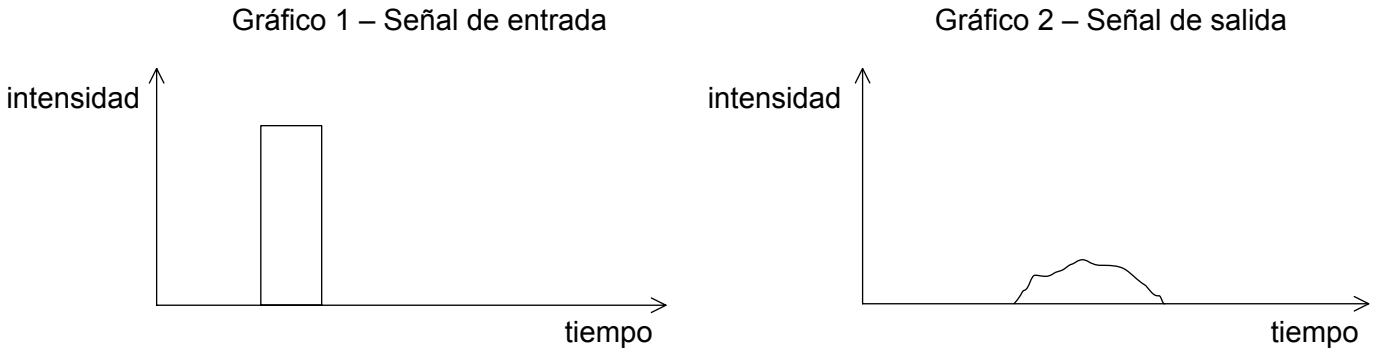 Gráfico 1 – Señal de entrada
Gráfico 2 – Señal de salida
intensidad
intensidad
tiempo
tiempo